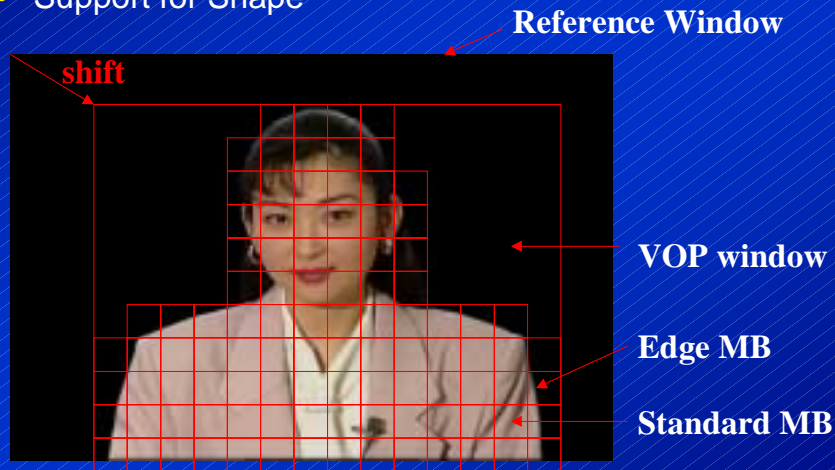 Support for Shape
Reference Window
shift
VOP window
Edge MB
Standard MB